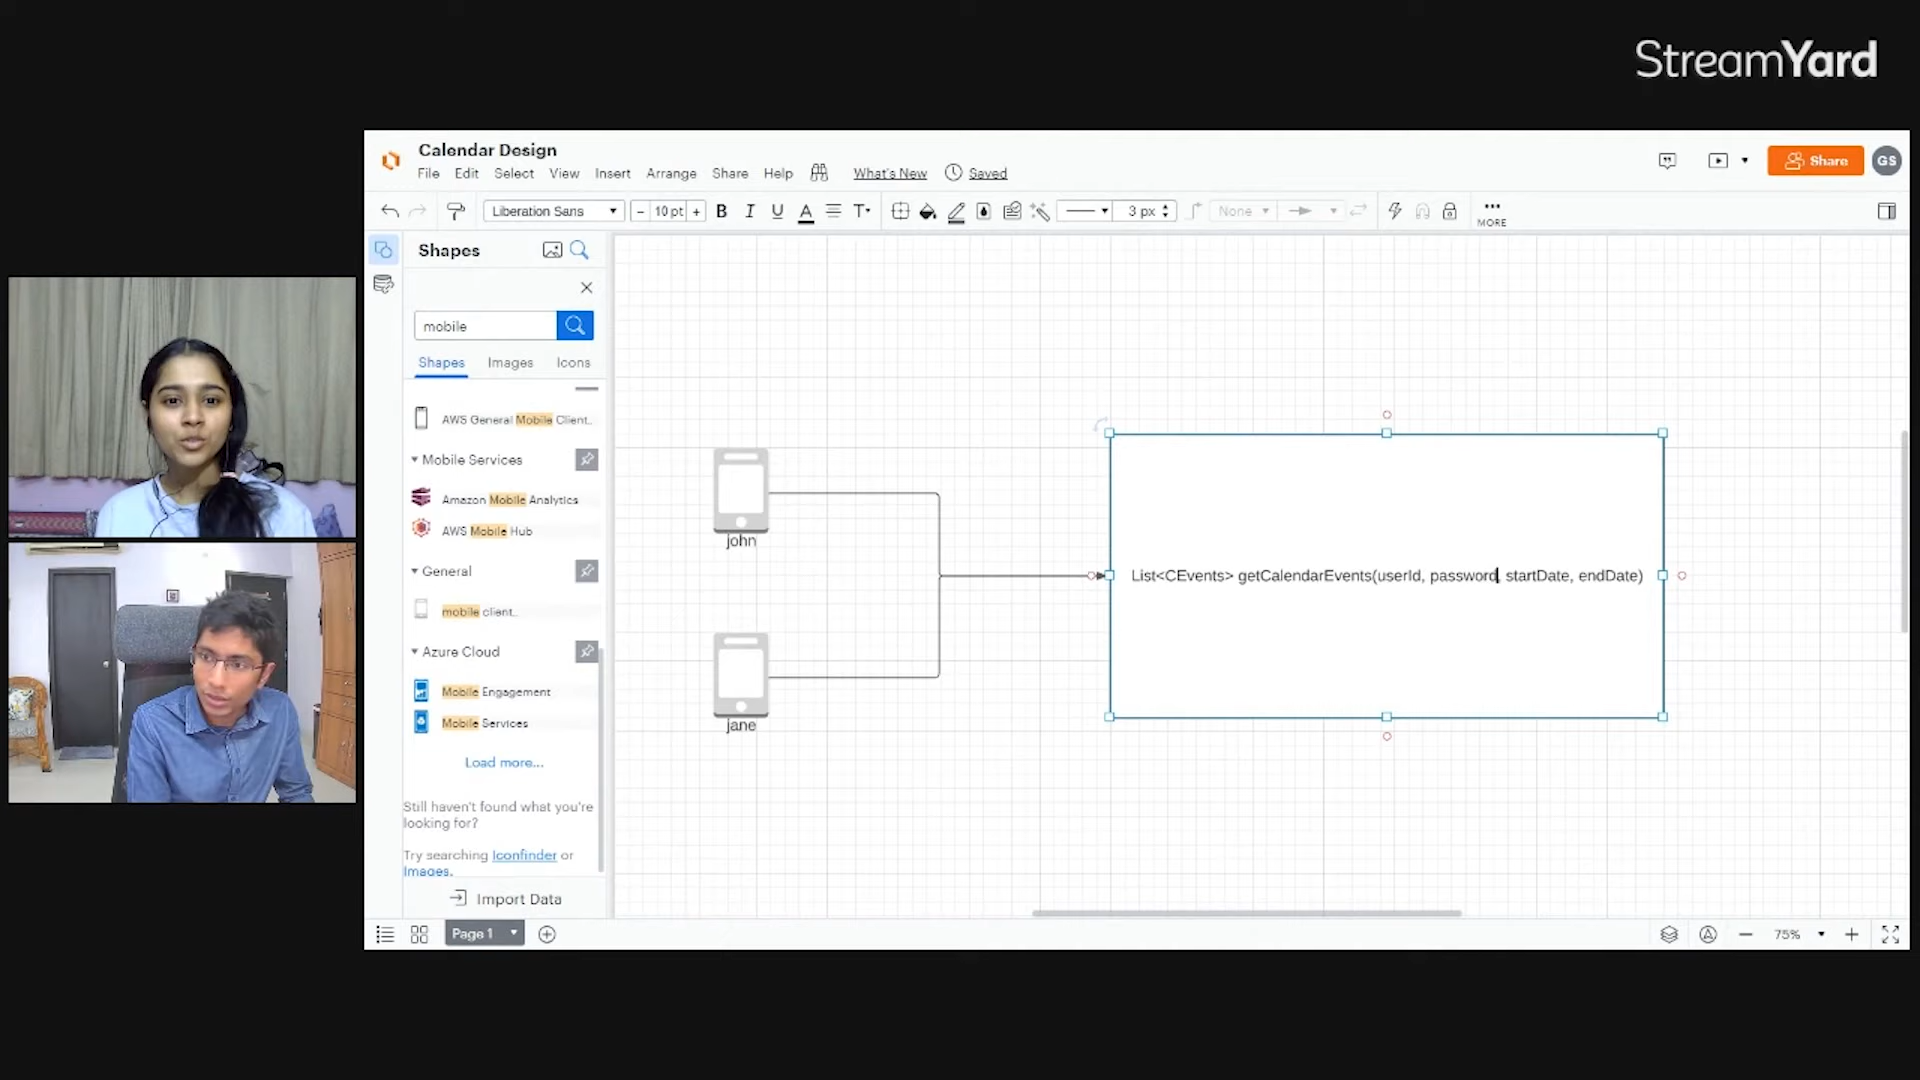 StreamYard
Calendar Design
File Edit Select View Insert Arrange Share Help What's New Saved
Share GS
Liberation Sans − 10 pt + B I U A T 3 px None MORE
Shapes
mobile
Shapes Images Icons
AWS General Mobile Client..
Mobile Services
Amazon Mobile Analytics
AWS Mobile Hub
General
mobile client..
Azure Cloud
Mobile Engagement
Mobile Services
Load more...
Still haven't found what you're
looking for?
Try searching Iconfinder or
Images.
Import Data
john
jane
List<CEvents> getCalendarEvents(userId, password, startDate, endDate)
Page 1 75%